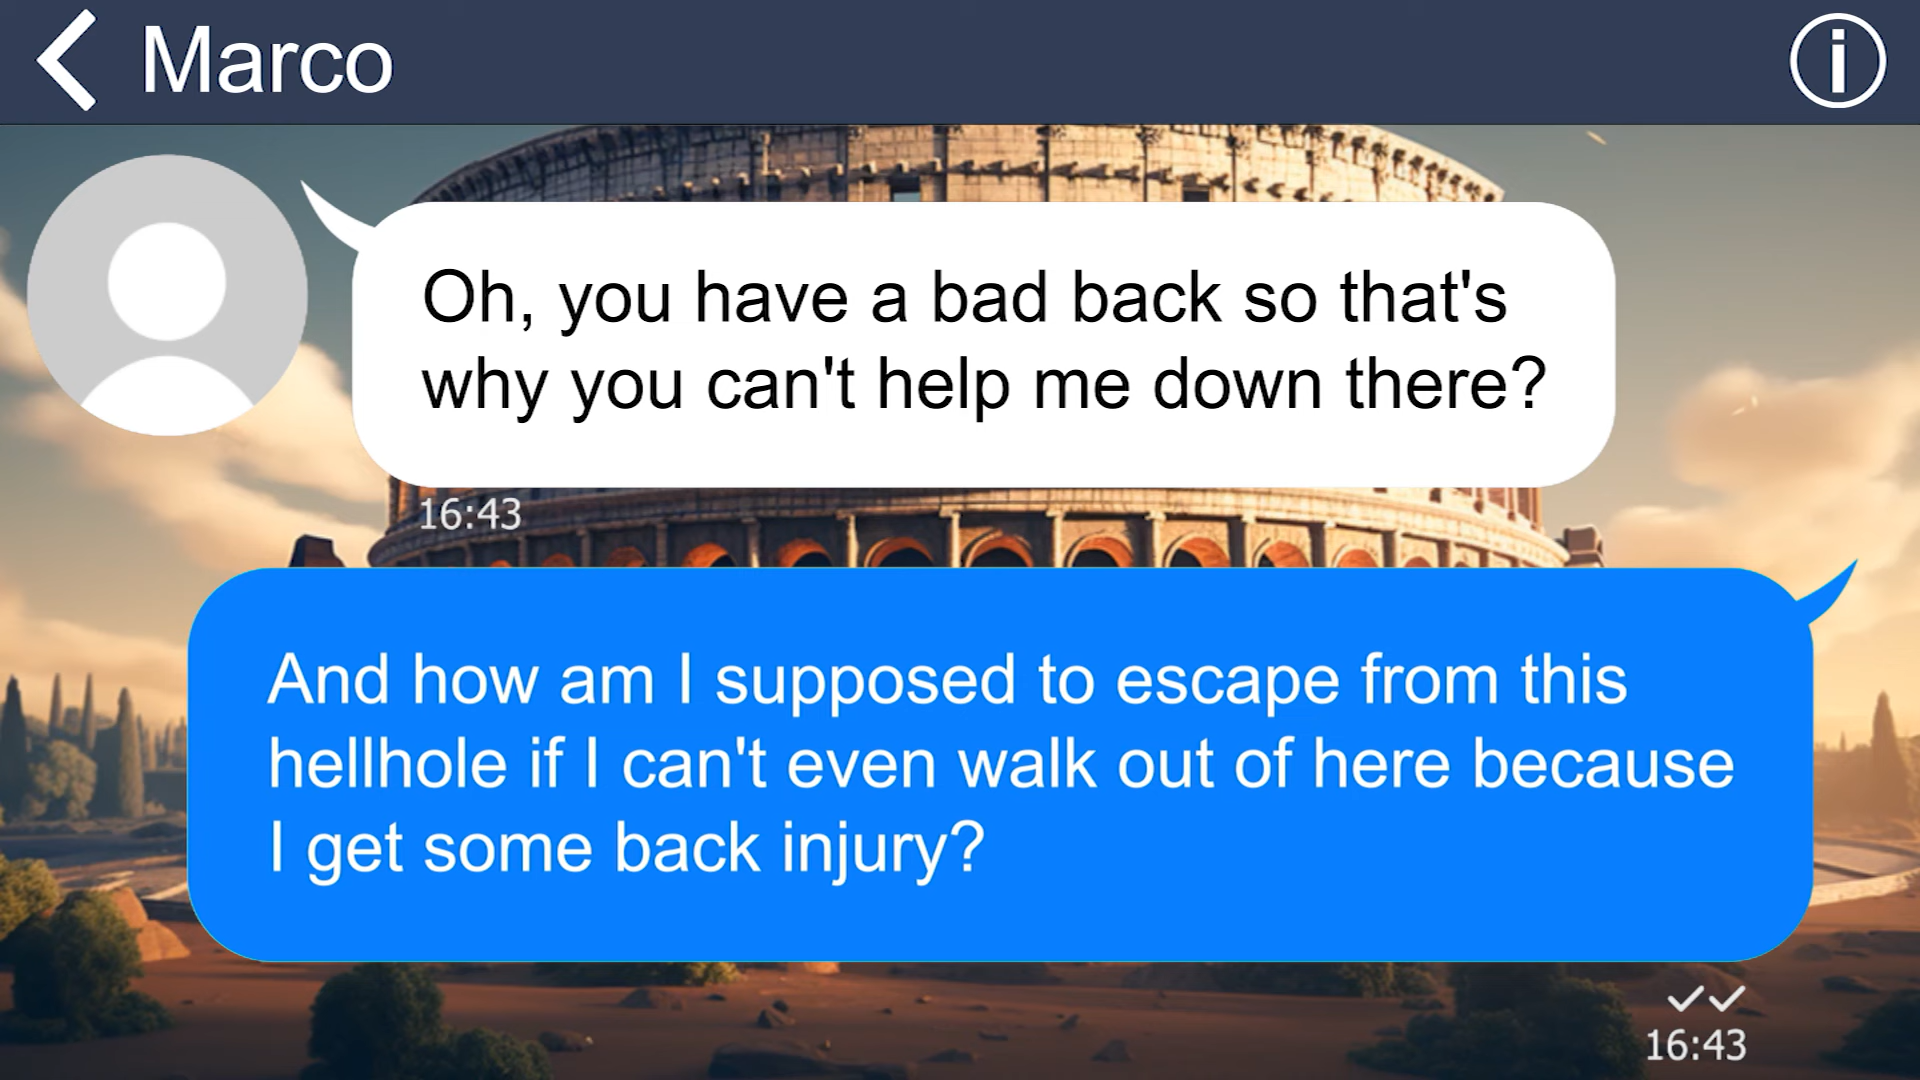 Marco
Oh, you have a bad back so that's
why you can't help me down there?
16:43
And how am I supposed to escape from this
hellhole if I can't even walk out of here because
I get some back injury?
16:43